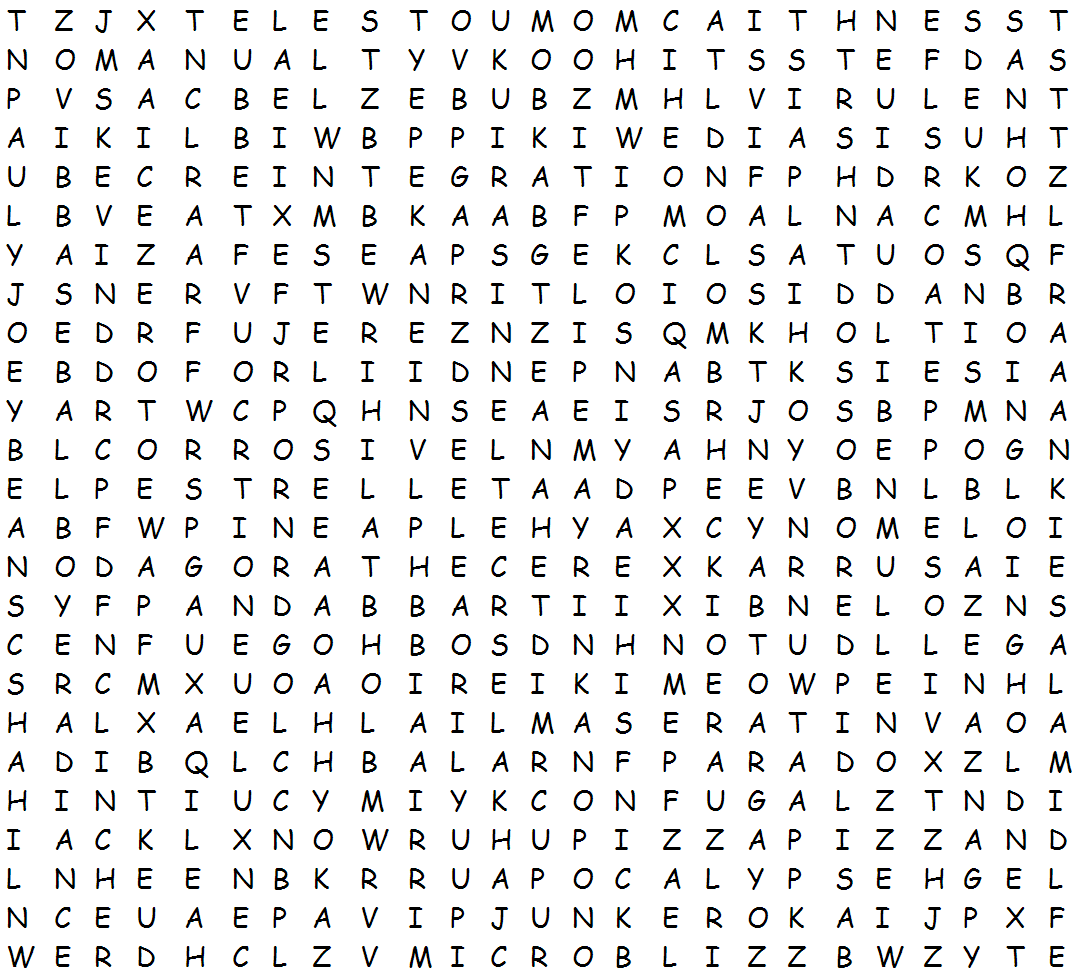 T Z J X T E L E S T O U M O M C A I T H N E S S T
N O M A N U A L T Y V K O O H I T S S T E F D A S
P V S A C B E L Z E B U B Z M H L V I R U L E N T
A I K I L B I W B P P I K I W E D I A S I S U H T
U B E C R E I N T E G R A T I O N F P H D R K O Z
L B V E A T X M B K A A B F P M O A L N A C M H L
Y A I Z A F E S E A P S G E K C L S A T U O S Q F
J S N E R V F T W N R I T L O I O S I D D A N B R
O E D R F U J E R E Z N Z I S Q M K H O L T I O A
E B D O F O R L I I D N E P N A B T K S I E S I A
Y A R T W C P Q H N S E A E I S R J O S B P M N A
B L C O R R O S I V E L N M Y A H N Y O E P O G N
E L P E S T R E L L E T A A D P E E V B N L B L K
A B F W P I N E A P L E H Y A X C Y N O M E L O I
N O D A G O R A T H E C E R E X K A R R U S A I E
S Y F P A N D A B B A R T I I X I B N E L O Z N S
C E N F U E G O H B O S D N H N O T U D L L E G A
S R C M X U O A O I R E I K I M E O W P E I N H L
H A L X A E L H L A I L M A S E R A T I N V A O A
A D I B Q L C H B A L A R N F P A R A D O X Z L M
H I N T I U C Y M I Y K C O N F U G A L Z T N D I
I A C K L X N O W R U H U P I Z Z A P I Z Z A N D
L N H E E N B K R R U A P O C A L Y P S E H G E L
N C E U A E P A V I P J U N K E R O K A I J P X F
W E R D H C L Z V M I C R O B L I Z Z B W Z Y T E